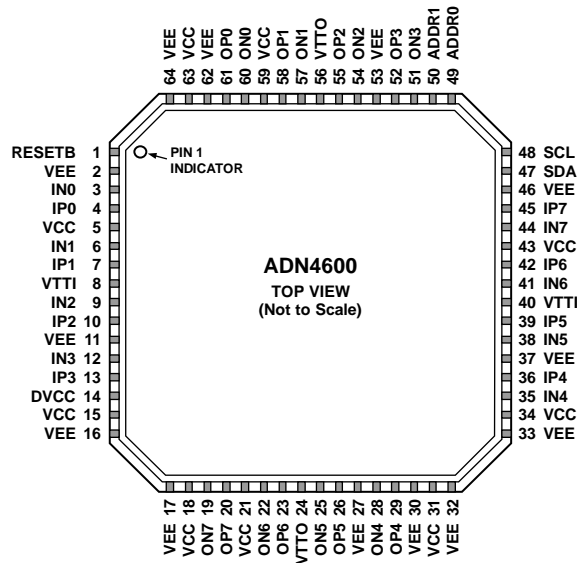 64 VEE
63 VCC
62 VEE
61 OP0
60 ON0
59 VCC
58 OP1
57 ON1
56 VTTO
55 OP2
54 ON2
53 VEE
52 OP3
51 ON3
50 ADDR1
49 ADDR0
RESETB 1
VEE 2
IN0 3
IP0 4
VCC 5
IN1 6
IP1 7
VTTI 8
IN2 9
IP2 10
VEE 11
IN3 12
IP3 13
DVCC 14
VCC 15
VEE 16
PIN 1
INDICATOR
ADN4600
TOP VIEW
(Not to Scale)
48 SCL
47 SDA
46 VEE
45 IP7
44 IN7
43 VCC
42 IP6
41 IN6
40 VTTI
39 IP5
38 IN5
37 VEE
36 IP4
35 IN4
34 VCC
33 VEE
VEE 17
VCC 18
ON7 19
OP7 20
VCC 21
ON6 22
OP6 23
VTTO 24
ON5 25
OP5 26
VEE 27
ON4 28
OP4 29
VEE 30
VCC 31
VEE 32